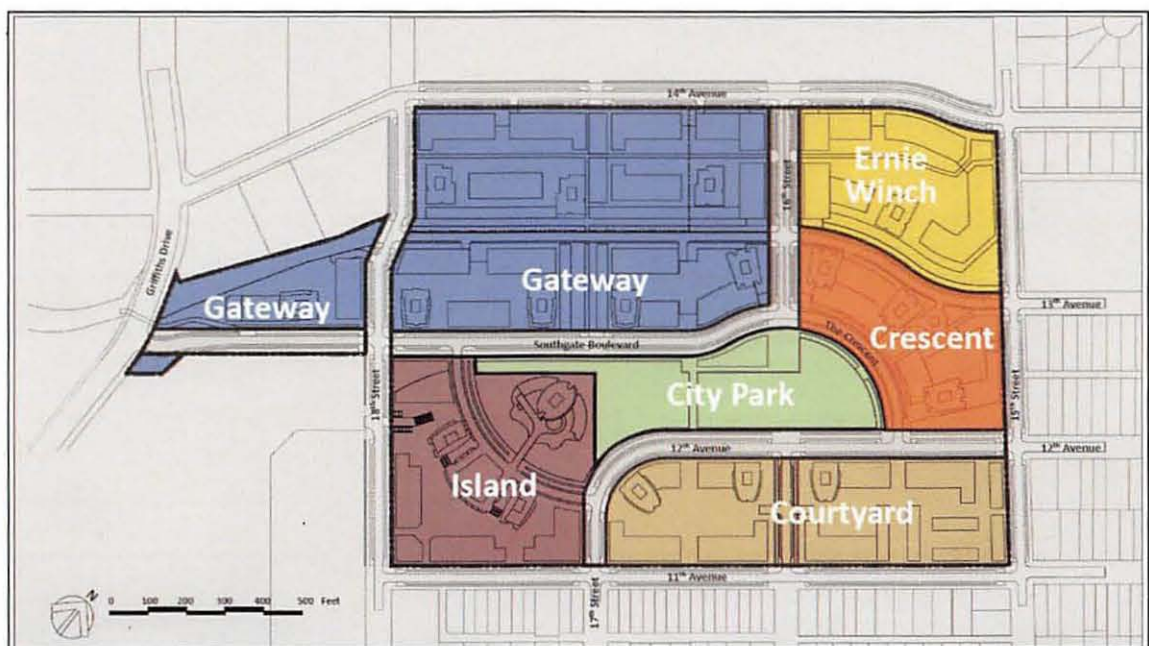 14th Avenue
Ernie
Winch
16th Street
Griffiths Drive
Gateway
Gateway
13th Avenue
Crescent
The Crescent
Southgate Boulevard
18th Street
City Park
15th Street
12th Avenue
12th Avenue
Island
Courtyard
11th Avenue
17th Street
N
0 100 200 300 400 500 Feet